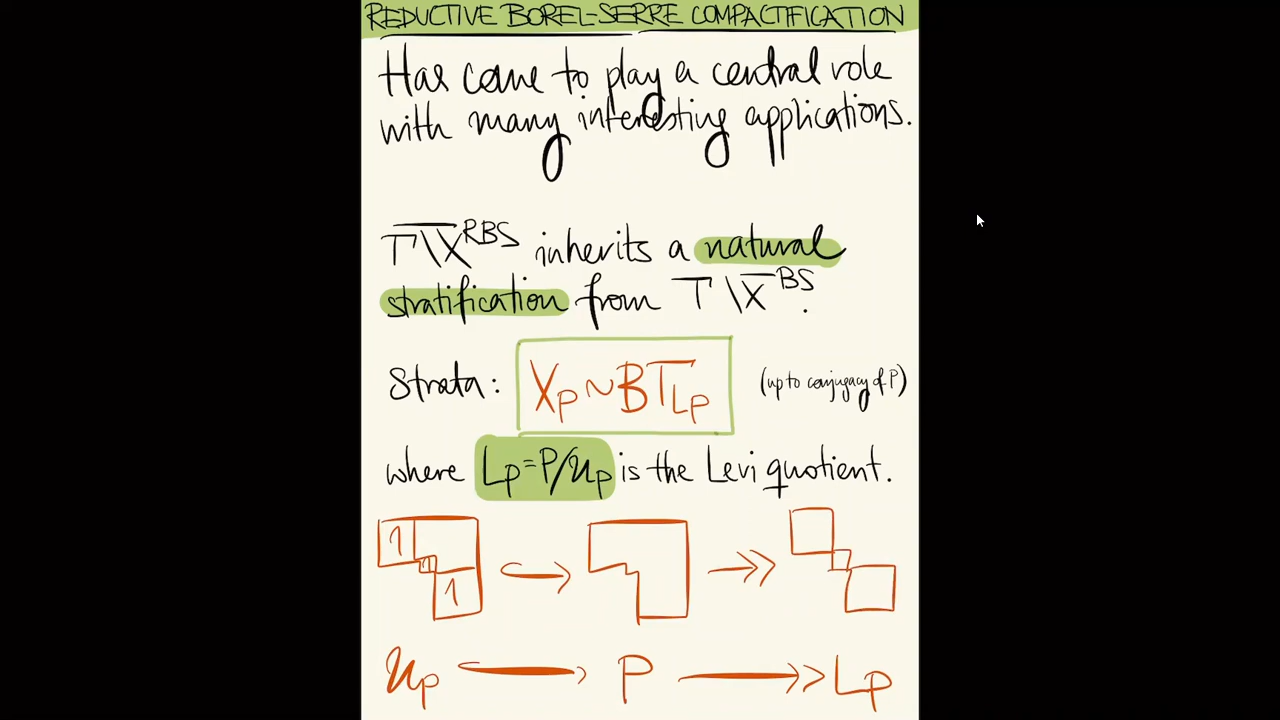 REDUCTIVE BOREL-SERRE COMPACTIFICATION
Has come to play a central role
with many interesting applications.
Γ\X̅ᴿᴮˢ inherits a natural
stratification from Γ\X̅ᴮˢ.
Strata: X_P ~ BΓ_{L_P} (up to conjugacy of P)
where L_P = P/U_P is the Levi quotient.
1 1 1
U_P ↪ P ↠ L_P